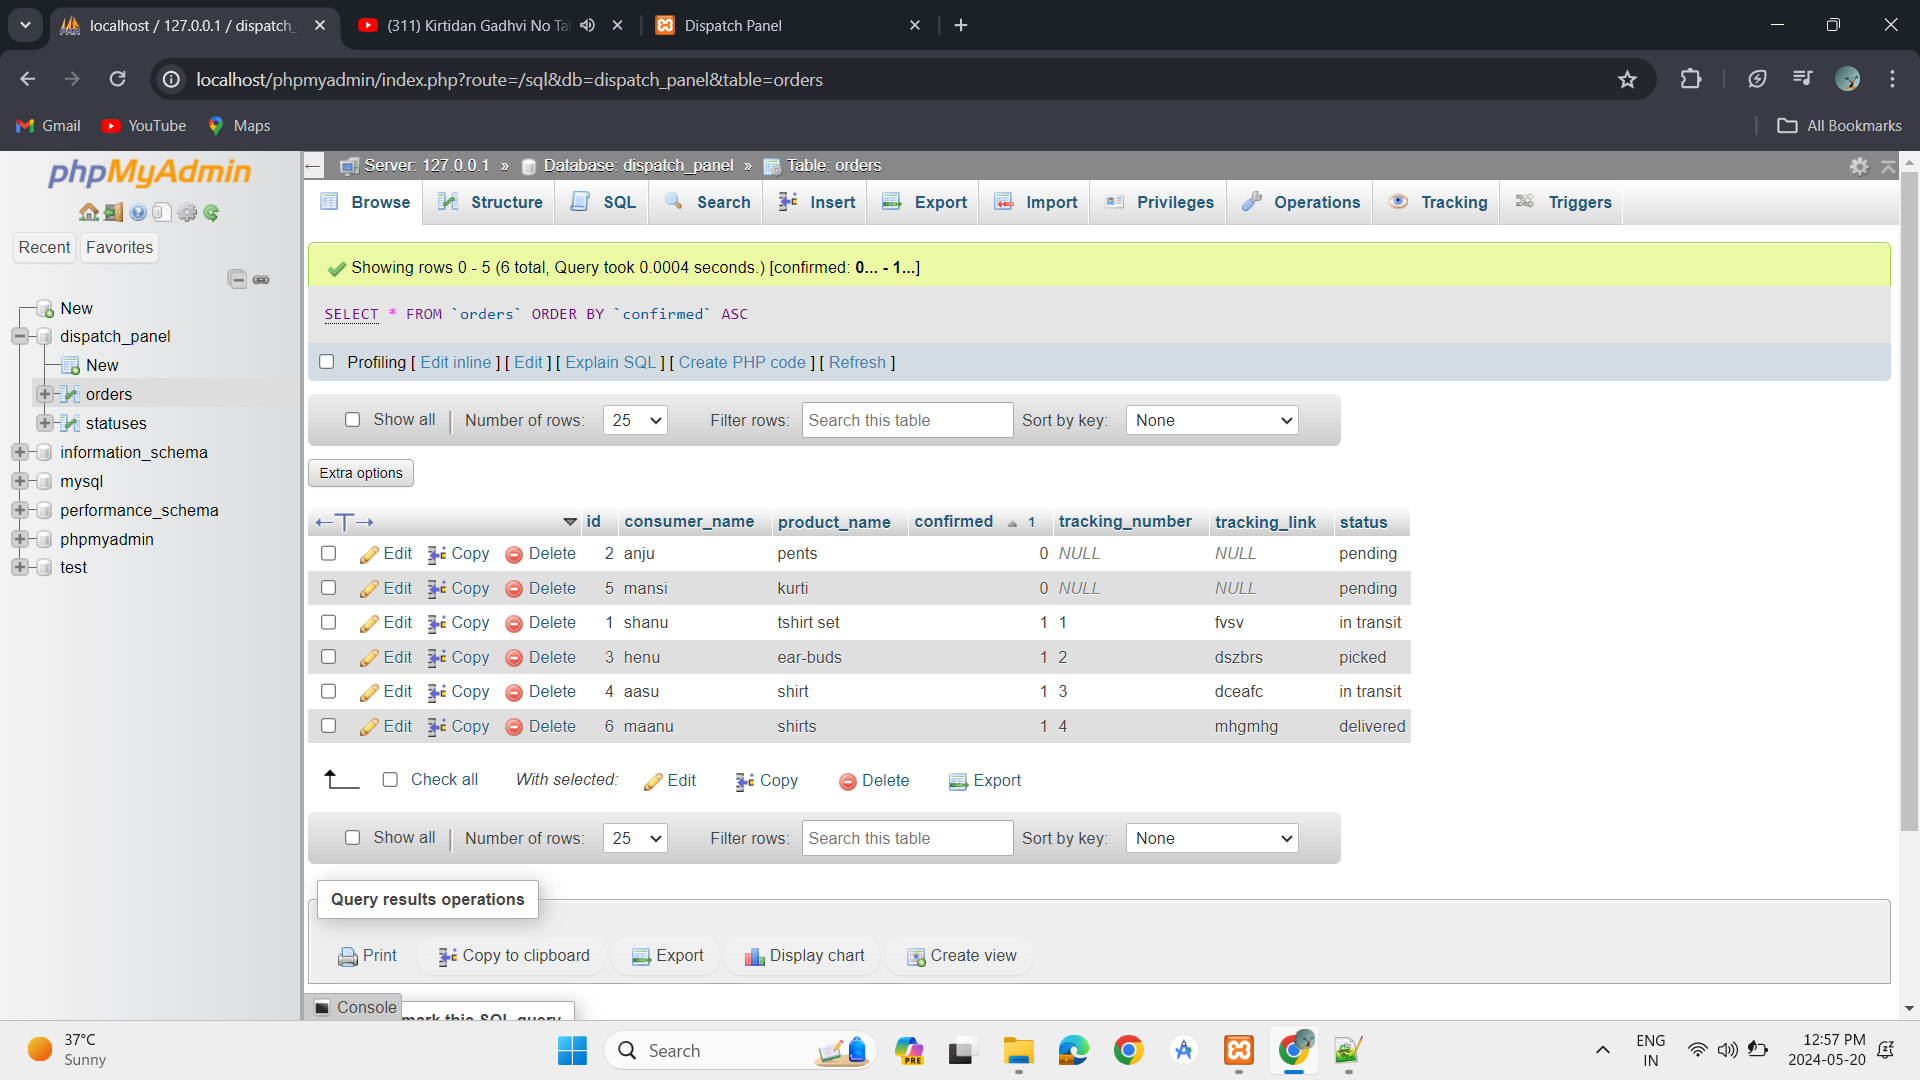 localhost / 127.0.0.1 / dispatch_
(311) Kirtidan Gadhvi No Ta
Dispatch Panel
localhost/phpmyadmin/index.php?route=/sql&db=dispatch_panel&table=orders
Gmail YouTube Maps All Bookmarks
phpMyAdmin
Recent Favorites
New
dispatch_panel
New
orders
statuses
information_schema
mysql
performance_schema
phpmyadmin
test
Server: 127.0.0.1 » Database: dispatch_panel » Table: orders
Browse Structure SQL Search Insert Export Import Privileges Operations Tracking Triggers
Showing rows 0 - 5 (6 total, Query took 0.0004 seconds.) [confirmed: 0... - 1...]
SELECT * FROM `orders` ORDER BY `confirmed` ASC
Profiling [ Edit inline ] [ Edit ] [ Explain SQL ] [ Create PHP code ] [ Refresh ]
Show all Number of rows: 25 Filter rows: Search this table Sort by key: None
Extra options
id consumer_name product_name confirmed 1 tracking_number tracking_link status
Edit Copy Delete 2 anju pents 0 NULL NULL pending
Edit Copy Delete 5 mansi kurti 0 NULL NULL pending
Edit Copy Delete 1 shanu tshirt set 1 1 fvsv in transit
Edit Copy Delete 3 henu ear-buds 1 2 dszbrs picked
Edit Copy Delete 4 aasu shirt 1 3 dceafc in transit
Edit Copy Delete 6 maanu shirts 1 4 mhgmhg delivered
Check all With selected: Edit Copy Delete Export
Show all Number of rows: 25 Filter rows: Search this table Sort by key: None
Query results operations
Print Copy to clipboard Export Display chart Create view
Console
mark this SQL query
37°C
Sunny
Search
PRE
ENG
IN
12:57 PM
2024-05-20